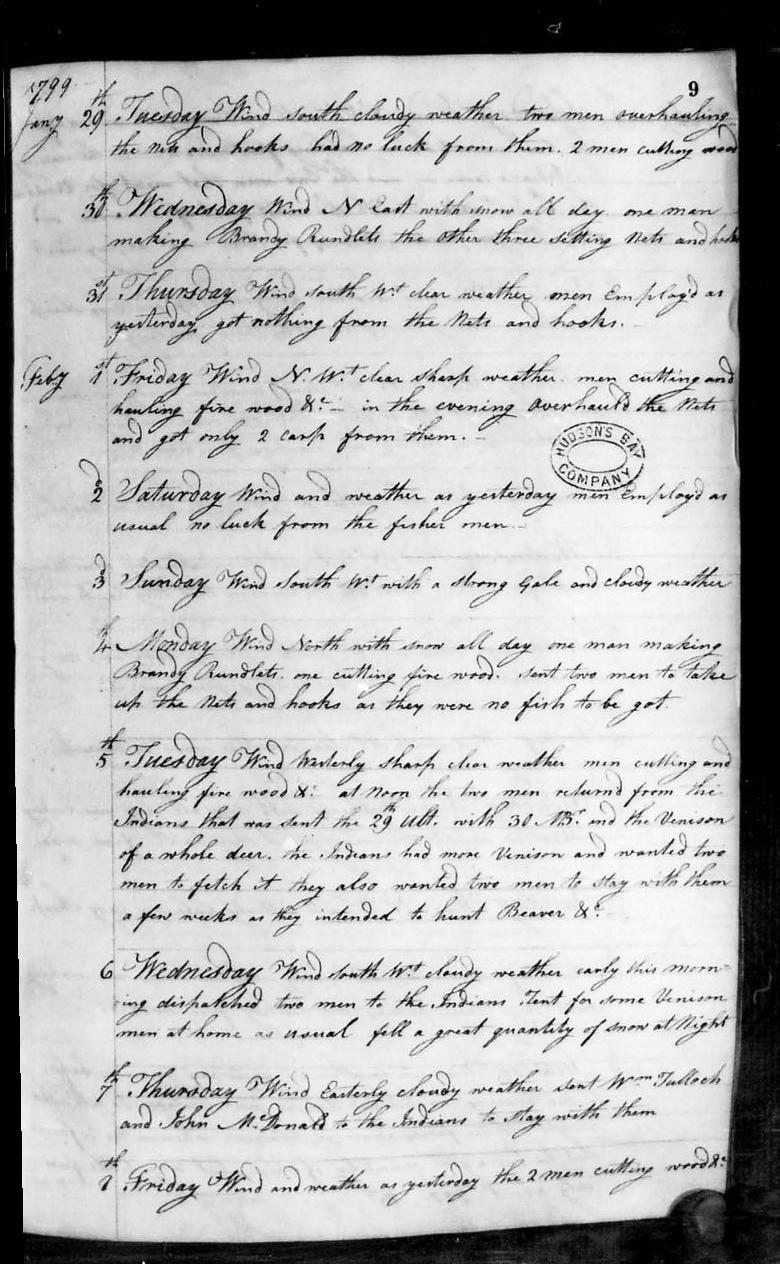 9
1799
Jany 29th Tuesday Wind south cloudy weather two men overhauling
the Nets and hooks had no luck from them. 2 men cutting wood
30th Wednesday Wind N East with snow all day one man
making Brandy Rundlets the other three setting Nets and hooks
31st Thursday Wind South Wt clear weather men Employd as
yesterday got nothing from the Nets and hooks.
Feby 1st Friday Wind N. Wt clear sharp weather men cutting and
hauling fire wood &c in the evening overhauld the Nets
and got only 2 carp from them.
HUDSON'S BAY COMPANY
2d Saturday Wind and weather as yesterday men Employd as
usual no luck from the fisher men
3d Sunday Wind South Wt with a strong Gale and cloudy weather
4th Monday Wind North with snow all day one man making
Brandy Rundlets. one cutting fire wood. sent two men to take
up the Nets and hooks as they were no fish to be got
5th Tuesday Wind Westerly sharp clear weather men cutting and
hauling fire wood &c at Noon the two men returnd from the
Indians that was sent the 29th Ult. with 30 MBr and the Venison
of a whole deer. the Indians had more Venison and wanted two
men to fetch it they also wanted two men to stay with them
a few weeks as they intended to hunt Beaver &c
6 Wednesday Wind South Wt cloudy weather early this morn-
ing dispatched two men to the Indians Tent for some Venison
men at home as usual fell a great quantity of snow at Night
7th Thursday Wind Easterly cloudy weather sent Wm Tulloch
and John McDonald to the Indians to stay with them
8th Friday Wind and weather as yesterday the 2 men cutting wood &c